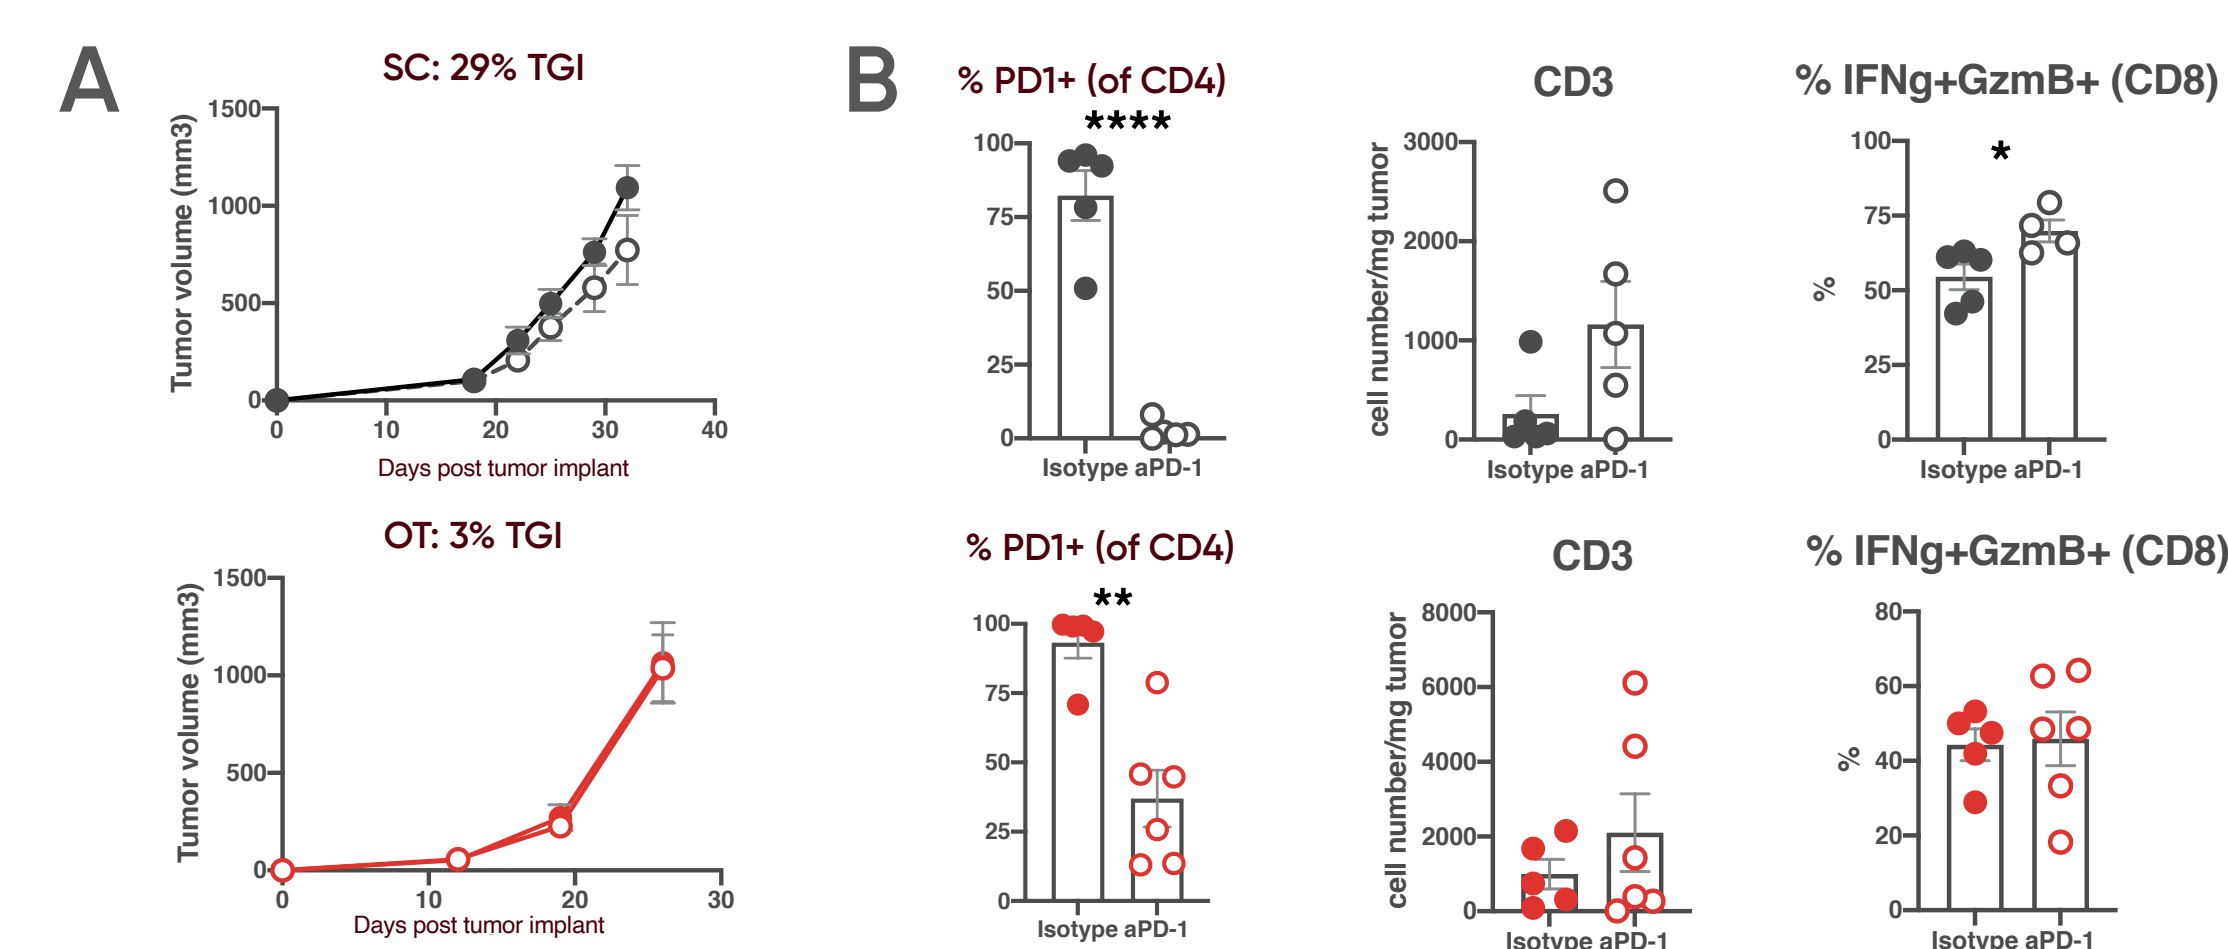 A
SC: 29% TGI
Tumor volume (mm3)
1500
1000
500
0
0 10 20 30 40
Days post tumor implant
OT: 3% TGI
Tumor volume (mm3)
1500
1000
500
0
0 10 20 30
Days post tumor implant
B
% PD1+ (of CD4)
****
100
75
50
25
0
Isotype aPD-1
CD3
cell number/mg tumor
3000
2000
1000
0
Isotype aPD-1
% IFNg+GzmB+ (CD8)
*
%
100
75
50
25
0
Isotype aPD-1
% PD1+ (of CD4)
**
100
75
50
25
0
Isotype aPD-1
CD3
cell number/mg tumor
8000
6000
4000
2000
0
Isotype aPD-1
% IFNg+GzmB+ (CD8)
%
80
60
40
20
0
Isotype aPD-1